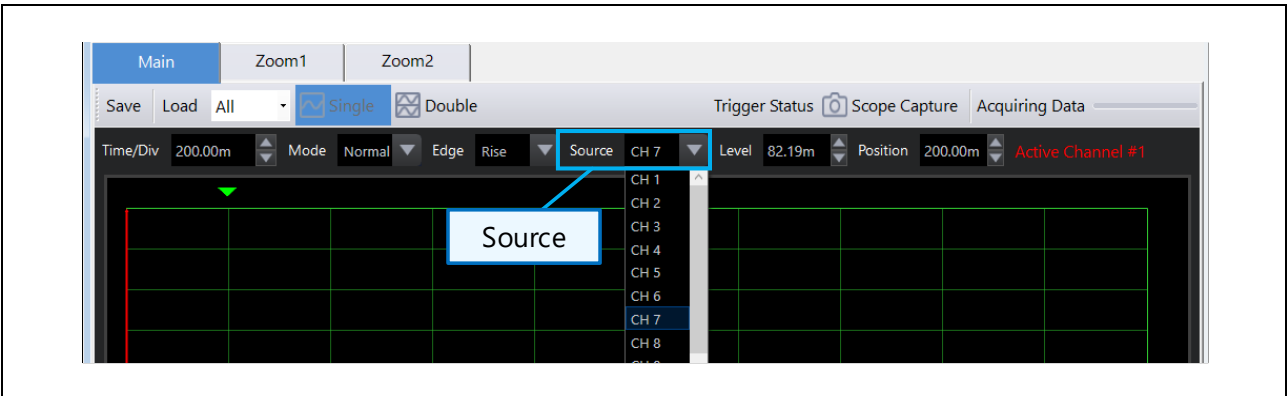 Main Zoom1 Zoom2
Save Load All Single Double Trigger Status Scope Capture Acquiring Data
Time/Div 200.00m Mode Normal Edge Rise Source CH 7 Level 82.19m Position 200.00m Active Channel #1
CH 1
CH 2
CH 3
Source
CH 4
CH 5
CH 6
CH 7
CH 8